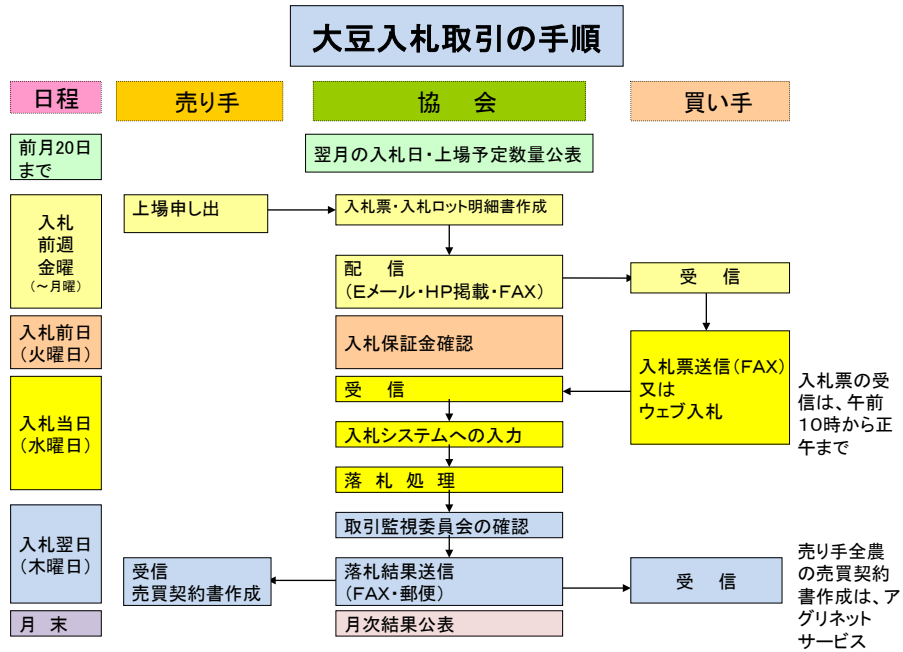 大豆入札取引の手順
日程
売り手
協　会
買い手
前月20日
まで
翌月の入札日・上場予定数量公表
入札
前週
金曜
（～月曜）
上場申し出
入札票・入札ロット明細書作成
配　信
（Eメール・HP掲載・FAX）
受　信
入札前日
（火曜日）
入札保証金確認
入札票送信（FAX）
又は
ウェブ入札
入札票の受
信は、午前
10時から正
午まで
入札当日
（水曜日）
受　信
入札システムへの入力
落 札 処 理
入札翌日
（木曜日）
取引監視委員会の確認
受信
売買契約書作成
落札結果送信
（FAX・郵便）
受　信
売り手全農
の売買契約
書作成は、ア
グリネット
サービス
月　末
月次結果公表